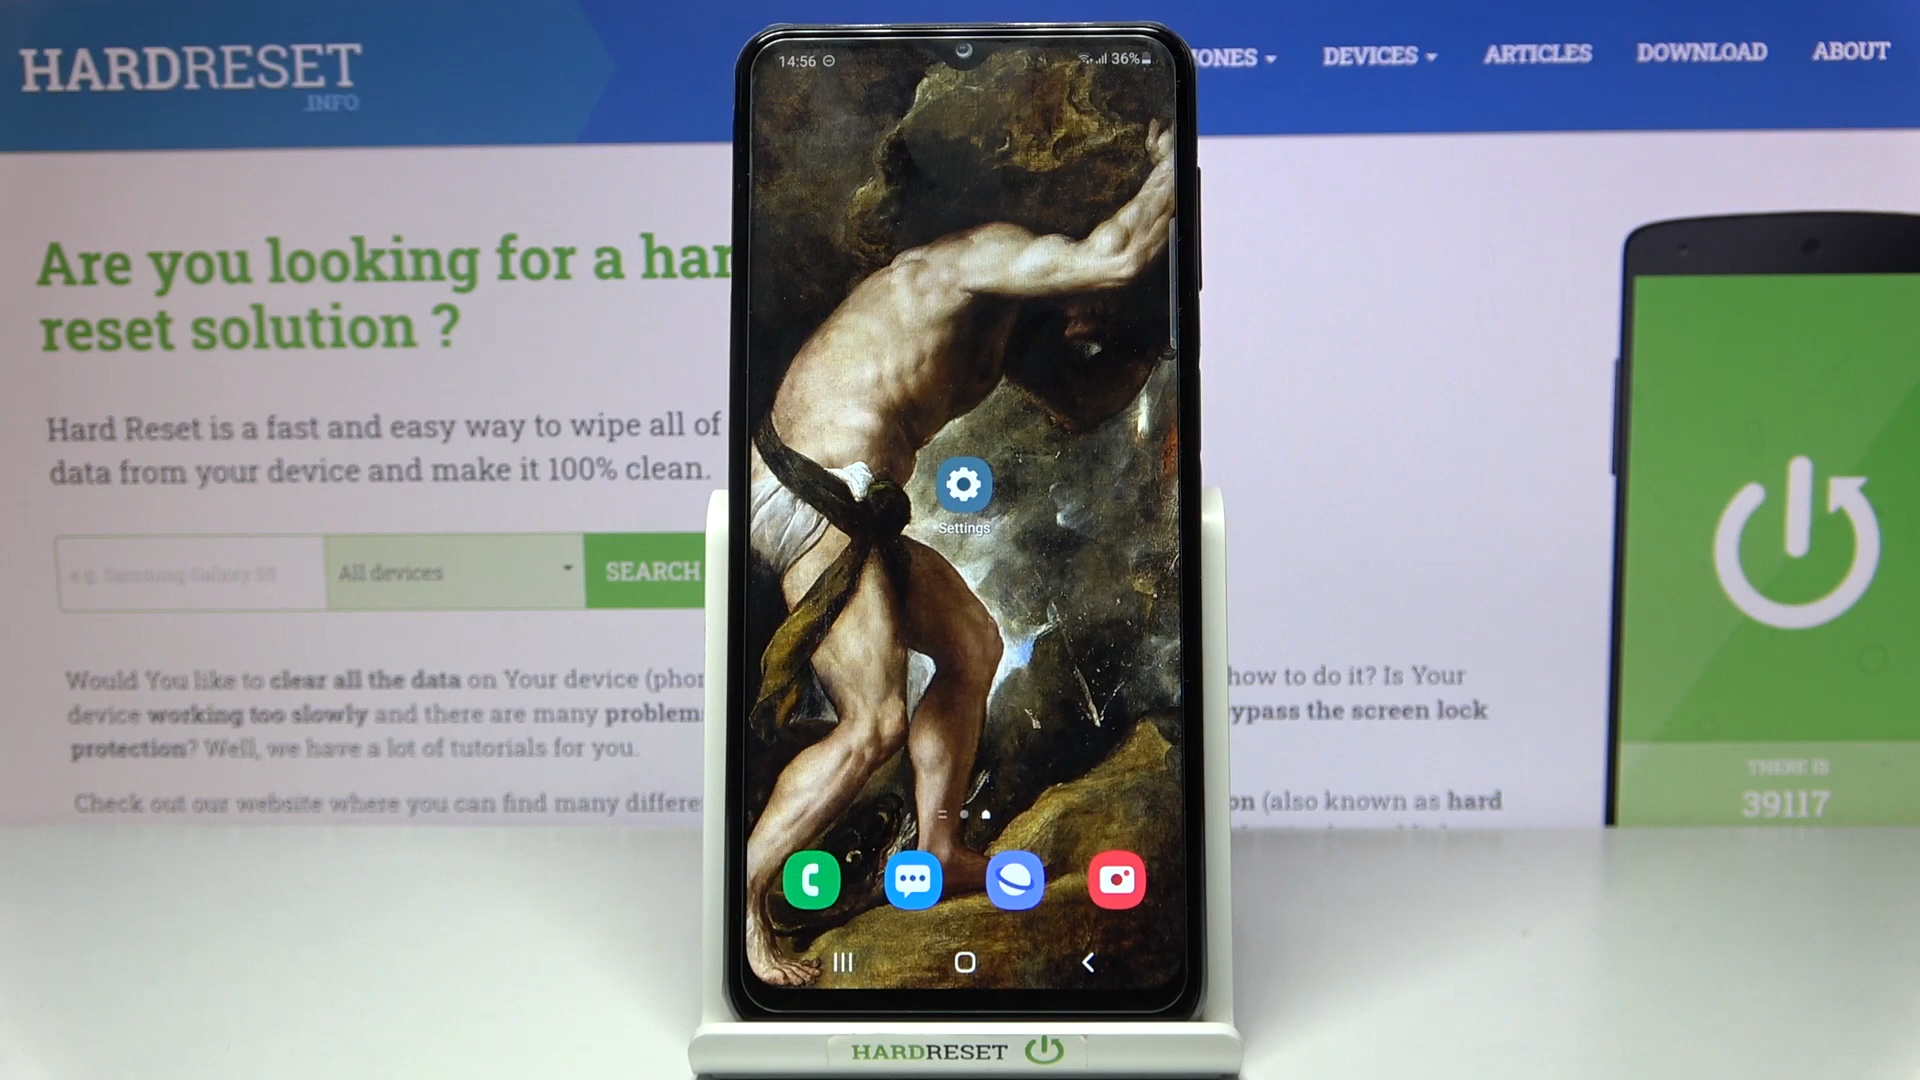 HARDRESET
.INFO
DEVICES
ARTICLES
DOWNLOAD
ABOUT
14:56
36%
Are you looking for a har
reset solution ?
Hard Reset is a fast and easy way to wipe all of
data from your device and make it 100% clean.
e.g. Samsung Galaxy
All devices
SEARCH
Settings
Would You like to clear all the data on Your device (phon
how to do it? Is Your
device working too slowly and there are many problem
ypass the screen lock
protection? Well, we have a lot of tutorials for you.
Check out our website where you can find many differe
on (also known as hard
THERE IS
39117
HARDRESET